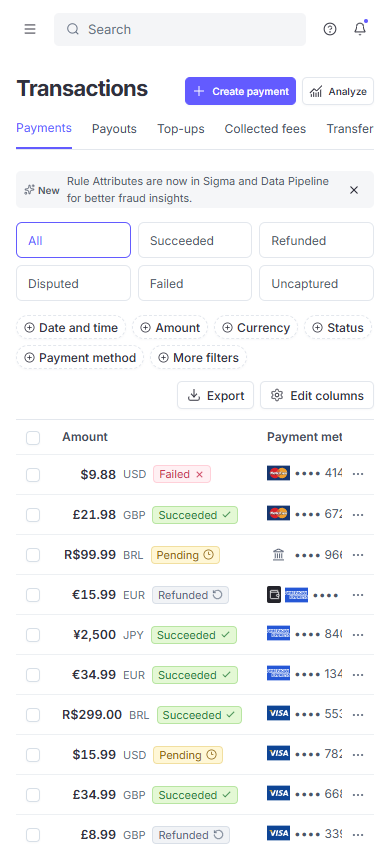 Search
Transactions
Create payment
Analyze
Payments Payouts Top-ups Collected fees Transfer
New Rule Attributes are now in Sigma and Data Pipeline
for better fraud insights.
All Succeeded Refunded
Disputed Failed Uncaptured
Date and time Amount Currency Status
Payment method More filters
Export Edit columns
Amount Payment met
$9.88 USD Failed •••• 414
£21.98 GBP Succeeded •••• 672
R$99.99 BRL Pending •••• 966
€15.99 EUR Refunded ••••
¥2,500 JPY Succeeded •••• 840
€34.99 EUR Succeeded •••• 134
R$299.00 BRL Succeeded VISA •••• 553
$15.99 USD Pending VISA •••• 782
£34.99 GBP Succeeded VISA •••• 668
£8.99 GBP Refunded VISA •••• 339